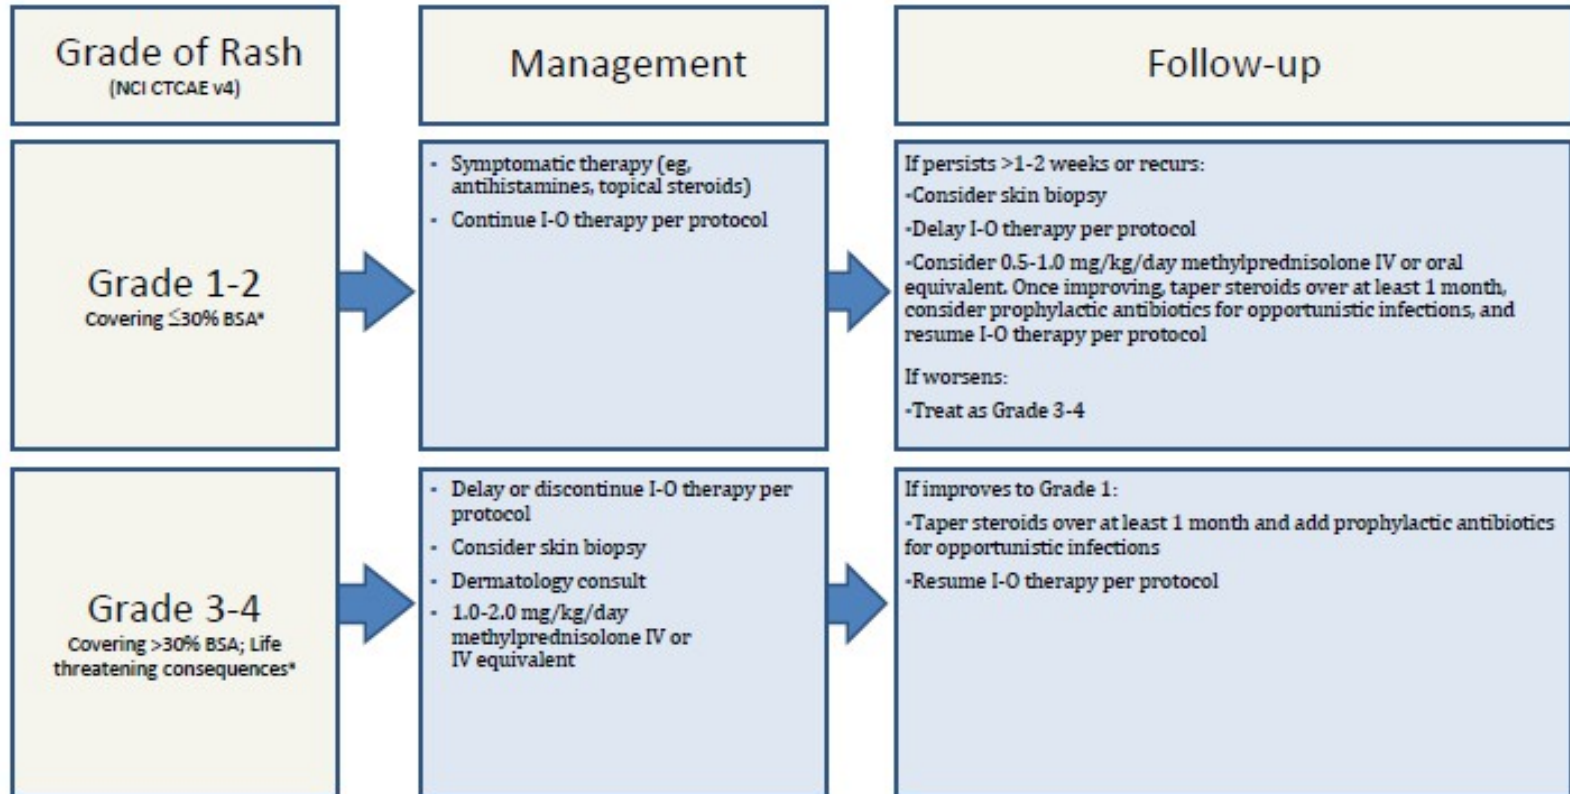 Grade of Rash
(NCI CTCAE v4)
Management
Follow-up
Grade 1-2
Covering ≤30% BSA*
• Symptomatic therapy (eg,
antihistamines, topical steroids)
• Continue I-O therapy per protocol
If persists >1-2 weeks or recurs:
•Consider skin biopsy
•Delay I-O therapy per protocol
•Consider 0.5-1.0 mg/kg/day methylprednisolone IV or oral
equivalent. Once improving, taper steroids over at least 1 month,
consider prophylactic antibiotics for opportunistic infections, and
resume I-O therapy per protocol
If worsens:
•Treat as Grade 3-4
Grade 3-4
Covering >30% BSA; Life
threatening consequences*
• Delay or discontinue I-O therapy per
protocol
• Consider skin biopsy
• Dermatology consult
• 1.0-2.0 mg/kg/day
methylprednisolone IV or
IV equivalent
If improves to Grade 1:
•Taper steroids over at least 1 month and add prophylactic antibiotics
for opportunistic infections
•Resume I-O therapy per protocol